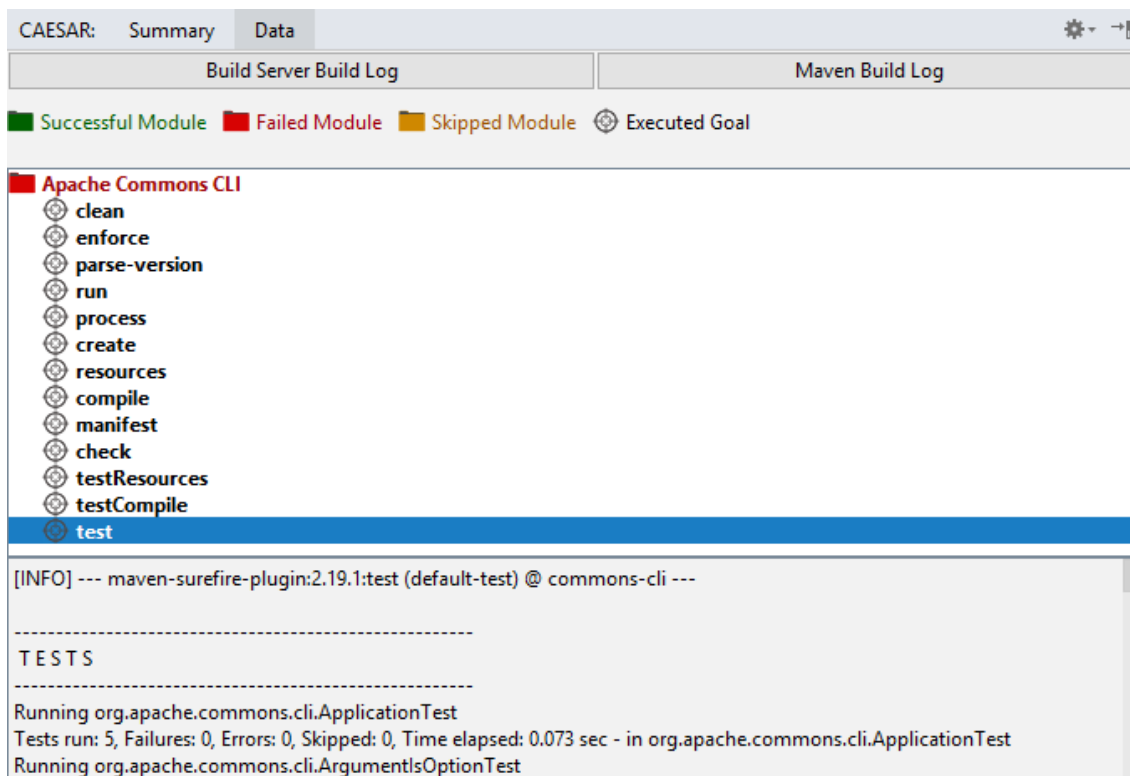 CAESAR: Summary Data
Build Server Build Log Maven Build Log
Successful Module Failed Module Skipped Module Executed Goal
Apache Commons CLI
clean
enforce
parse-version
run
process
create
resources
compile
manifest
check
testResources
testCompile
test
[INFO] --- maven-surefire-plugin:2.19.1:test (default-test) @ commons-cli ---
-------------------------------------------------------
T E S T S
-------------------------------------------------------
Running org.apache.commons.cli.ApplicationTest
Tests run: 5, Failures: 0, Errors: 0, Skipped: 0, Time elapsed: 0.073 sec - in org.apache.commons.cli.ApplicationTest
Running org.apache.commons.cli.ArgumentIsOptionTest